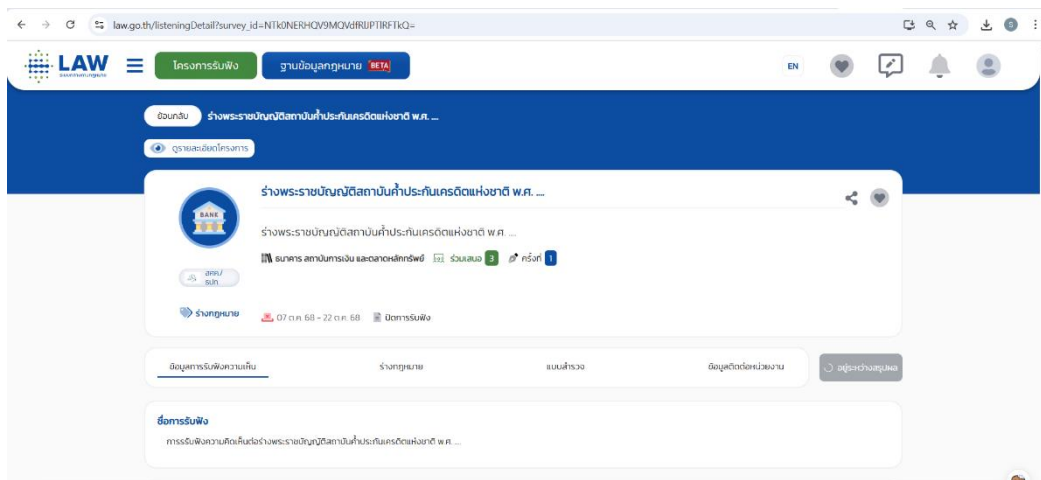 law.go.th/listeningDetail?survey_id=NTk0NERHQV9MQVdfRlJPTlRFTkQ=
LAW
โครงการรับฟัง
ฐานข้อมูลกฎหมาย BETA
EN
ย้อนกลับ ร่างพระราชบัญญัติสถาบันค้ำประกันเครดิตแห่งชาติ พ.ศ. ....
ดูรายละเอียดโครงการ
ร่างพระราชบัญญัติสถาบันค้ำประกันเครดิตแห่งชาติ พ.ศ. ....
BANK
ร่างพระราชบัญญัติสถาบันค้ำประกันเครดิตแห่งชาติ พ.ศ. ....
ธนาคาร สถาบันการเงิน และตลาดหลักทรัพย์ ร่วมเสนอ 3 ครั้งที่ 1
สศค./
ธปท.
ร่างกฎหมาย
07 ต.ค. 68 - 22 ต.ค. 68 ปิดการรับฟัง
ข้อมูลการรับฟังความเห็น ร่างกฎหมาย แบบสำรวจ ข้อมูลติดต่อหน่วยงาน อยู่ระหว่างสรุปผล
ชื่อการรับฟัง
การรรับฟังความคิดเห็นต่อร่างพระราชบัญญัติสถาบันค้ำประกันเครดิตแห่งชาติ พ.ศ. ....